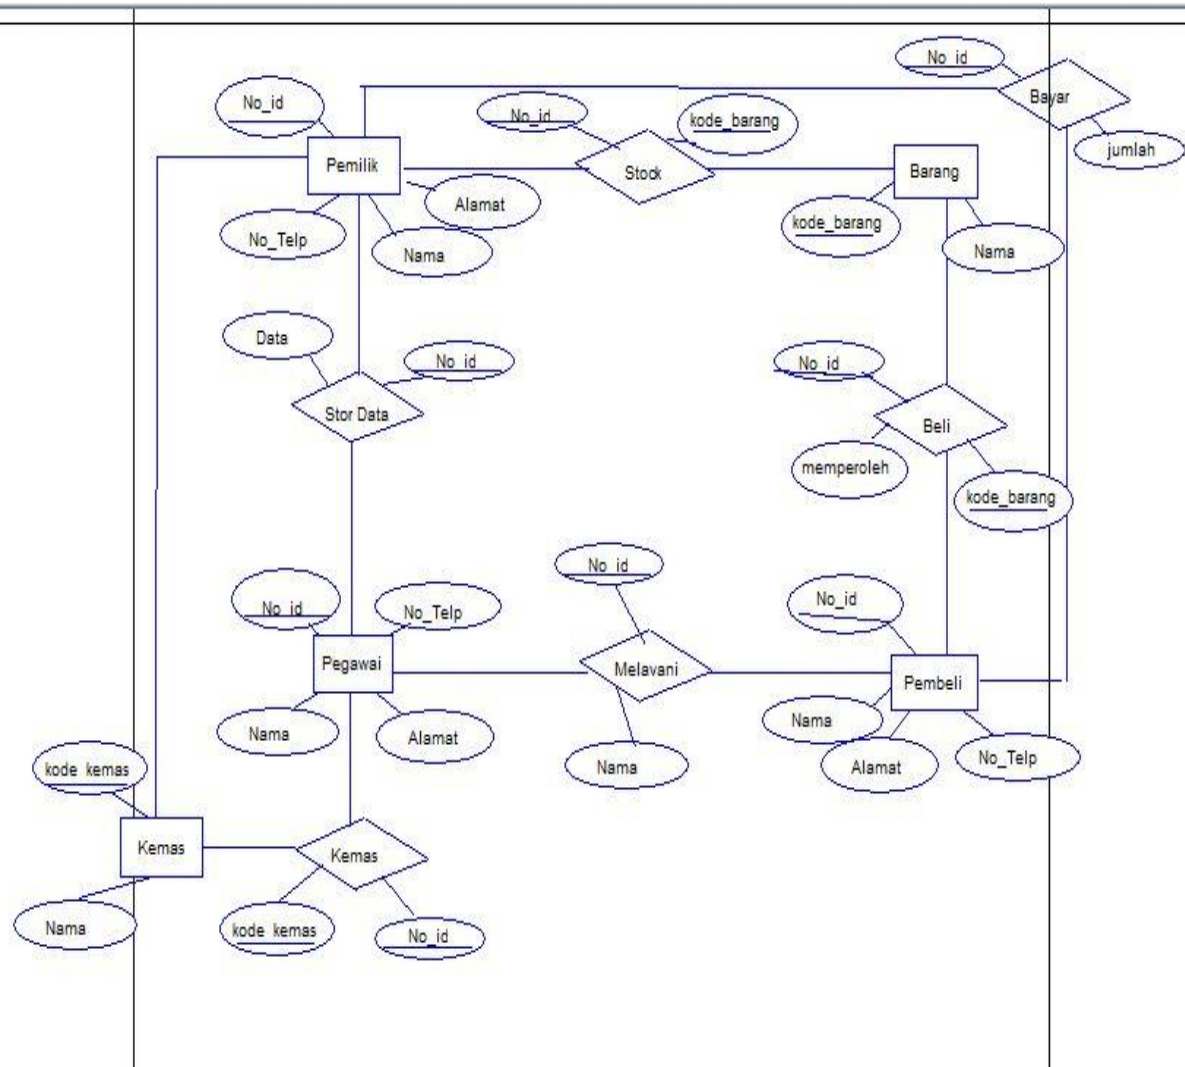 No_id
Bayar
No_id
No_id
kode_barang
jumlah
Pemilik
Stock
Barang
Alamat
kode_barang
No_Telp
Nama
Nama
Data
No_id
No_id
Stor Data
Beli
memperoleh
kode_barang
No_id
No_id
No_Telp
No_id
Pegawai
Melavani
Pembeli
Nama
Alamat
Nama
Nama
Alamat
No_Telp
kode_kemas
Kemas
Kemas
Nama
kode_kemas
No_id